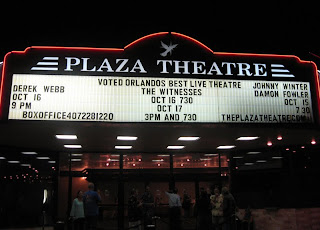 PLAZA THEATRE
VOTED ORLANDOS BEST LIVE THEATRE
DEREK WEBB
OCT 16
9 PM
BOXOFFICE4072281220
THE WITNESSES
OCT 16 730
OCT 17
3PM AND 730
JOHNNY WINTER
DAMON FOWLER
OCT 15
7 30
THEPLAZATHEATRE.COM